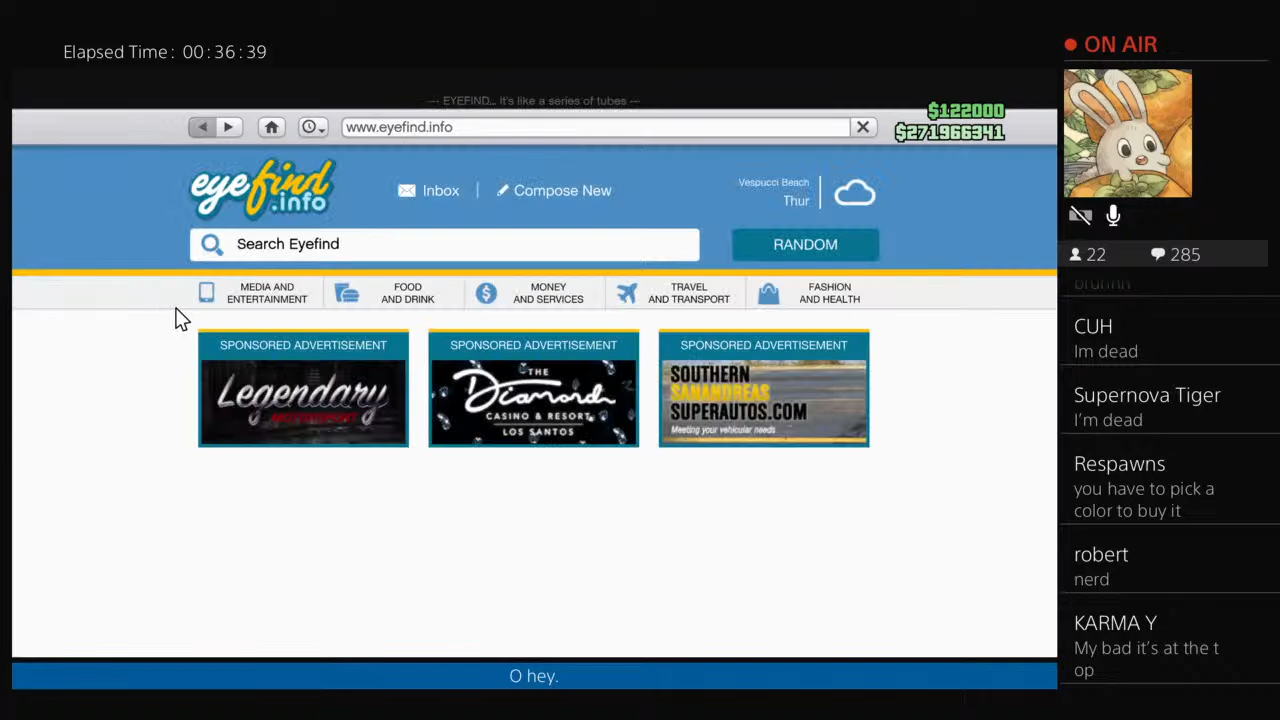 Elapsed Time: 00:36:39
ON AIR
--- EYEFIND... It's like a series of tubes ---
www.eyefind.info
$122000
$271966341
eyefind
.info
Inbox
Compose New
Vespucci Beach
Thur
Search Eyefind
RANDOM
MEDIA AND
ENTERTAINMENT
FOOD
AND DRINK
MONEY
AND SERVICES
TRAVEL
AND TRANSPORT
FASHION
AND HEALTH
SPONSORED ADVERTISEMENT
Legendary
SPONSORED ADVERTISEMENT
THE
Diamond
CASINO & RESORT
LOS SANTOS
SPONSORED ADVERTISEMENT
SOUTHERN
SANANDREAS
SUPERAUTOS.COM
Meeting your vehicular needs
O hey.
22
285
CUH
Im dead
Supernova Tiger
I'm dead
Respawns
you have to pick a
color to buy it
robert
nerd
KARMA Y
My bad it's at the t
op